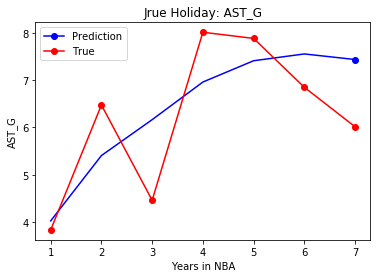 Jrue Holiday: AST_G
Prediction
True
AST_G
8
7
6
5
4
1 2 3 4 5 6 7
Years in NBA